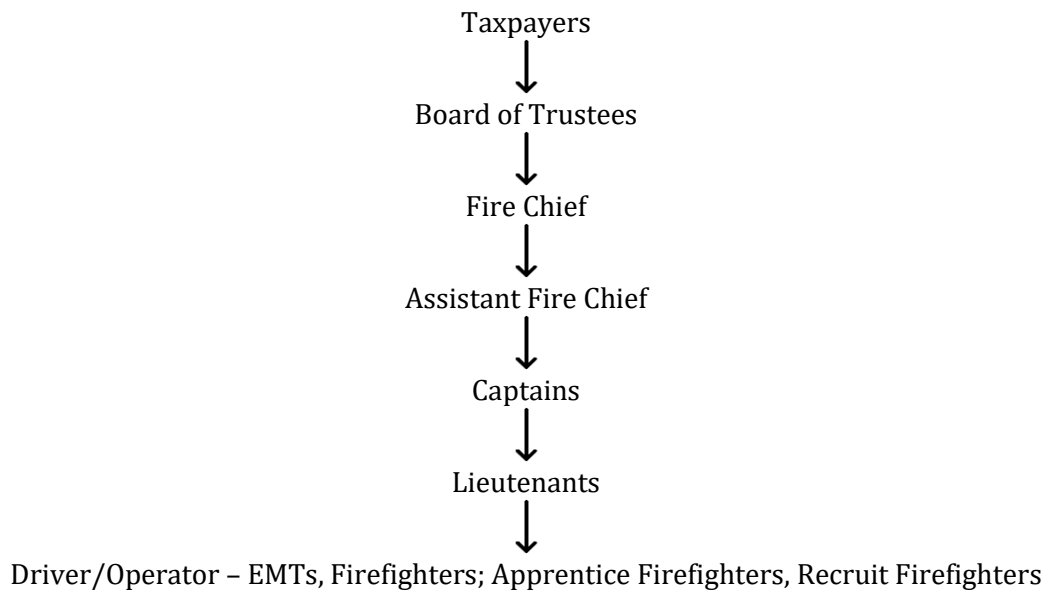 Taxpayers
Board of Trustees
Fire Chief
Assistant Fire Chief
Captains
Lieutenants
Driver/Operator – EMTs, Firefighters; Apprentice Firefighters, Recruit Firefighters